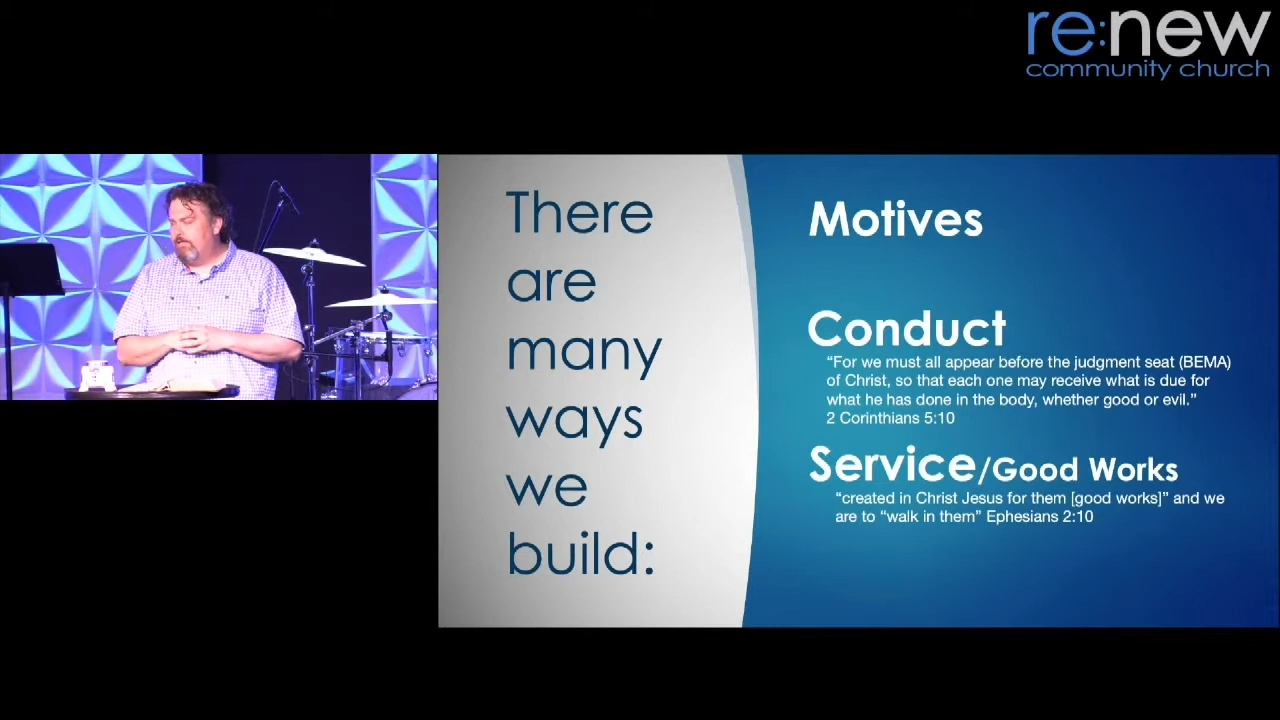 re:new
community church
There
are
many
ways
we
build:
Motives
Conduct
“For we must all appear before the judgment seat (BEMA)
of Christ, so that each one may receive what is due for
what he has done in the body, whether good or evil.”
2 Corinthians 5:10
Service/Good Works
“created in Christ Jesus for them [good works]” and we
are to “walk in them” Ephesians 2:10